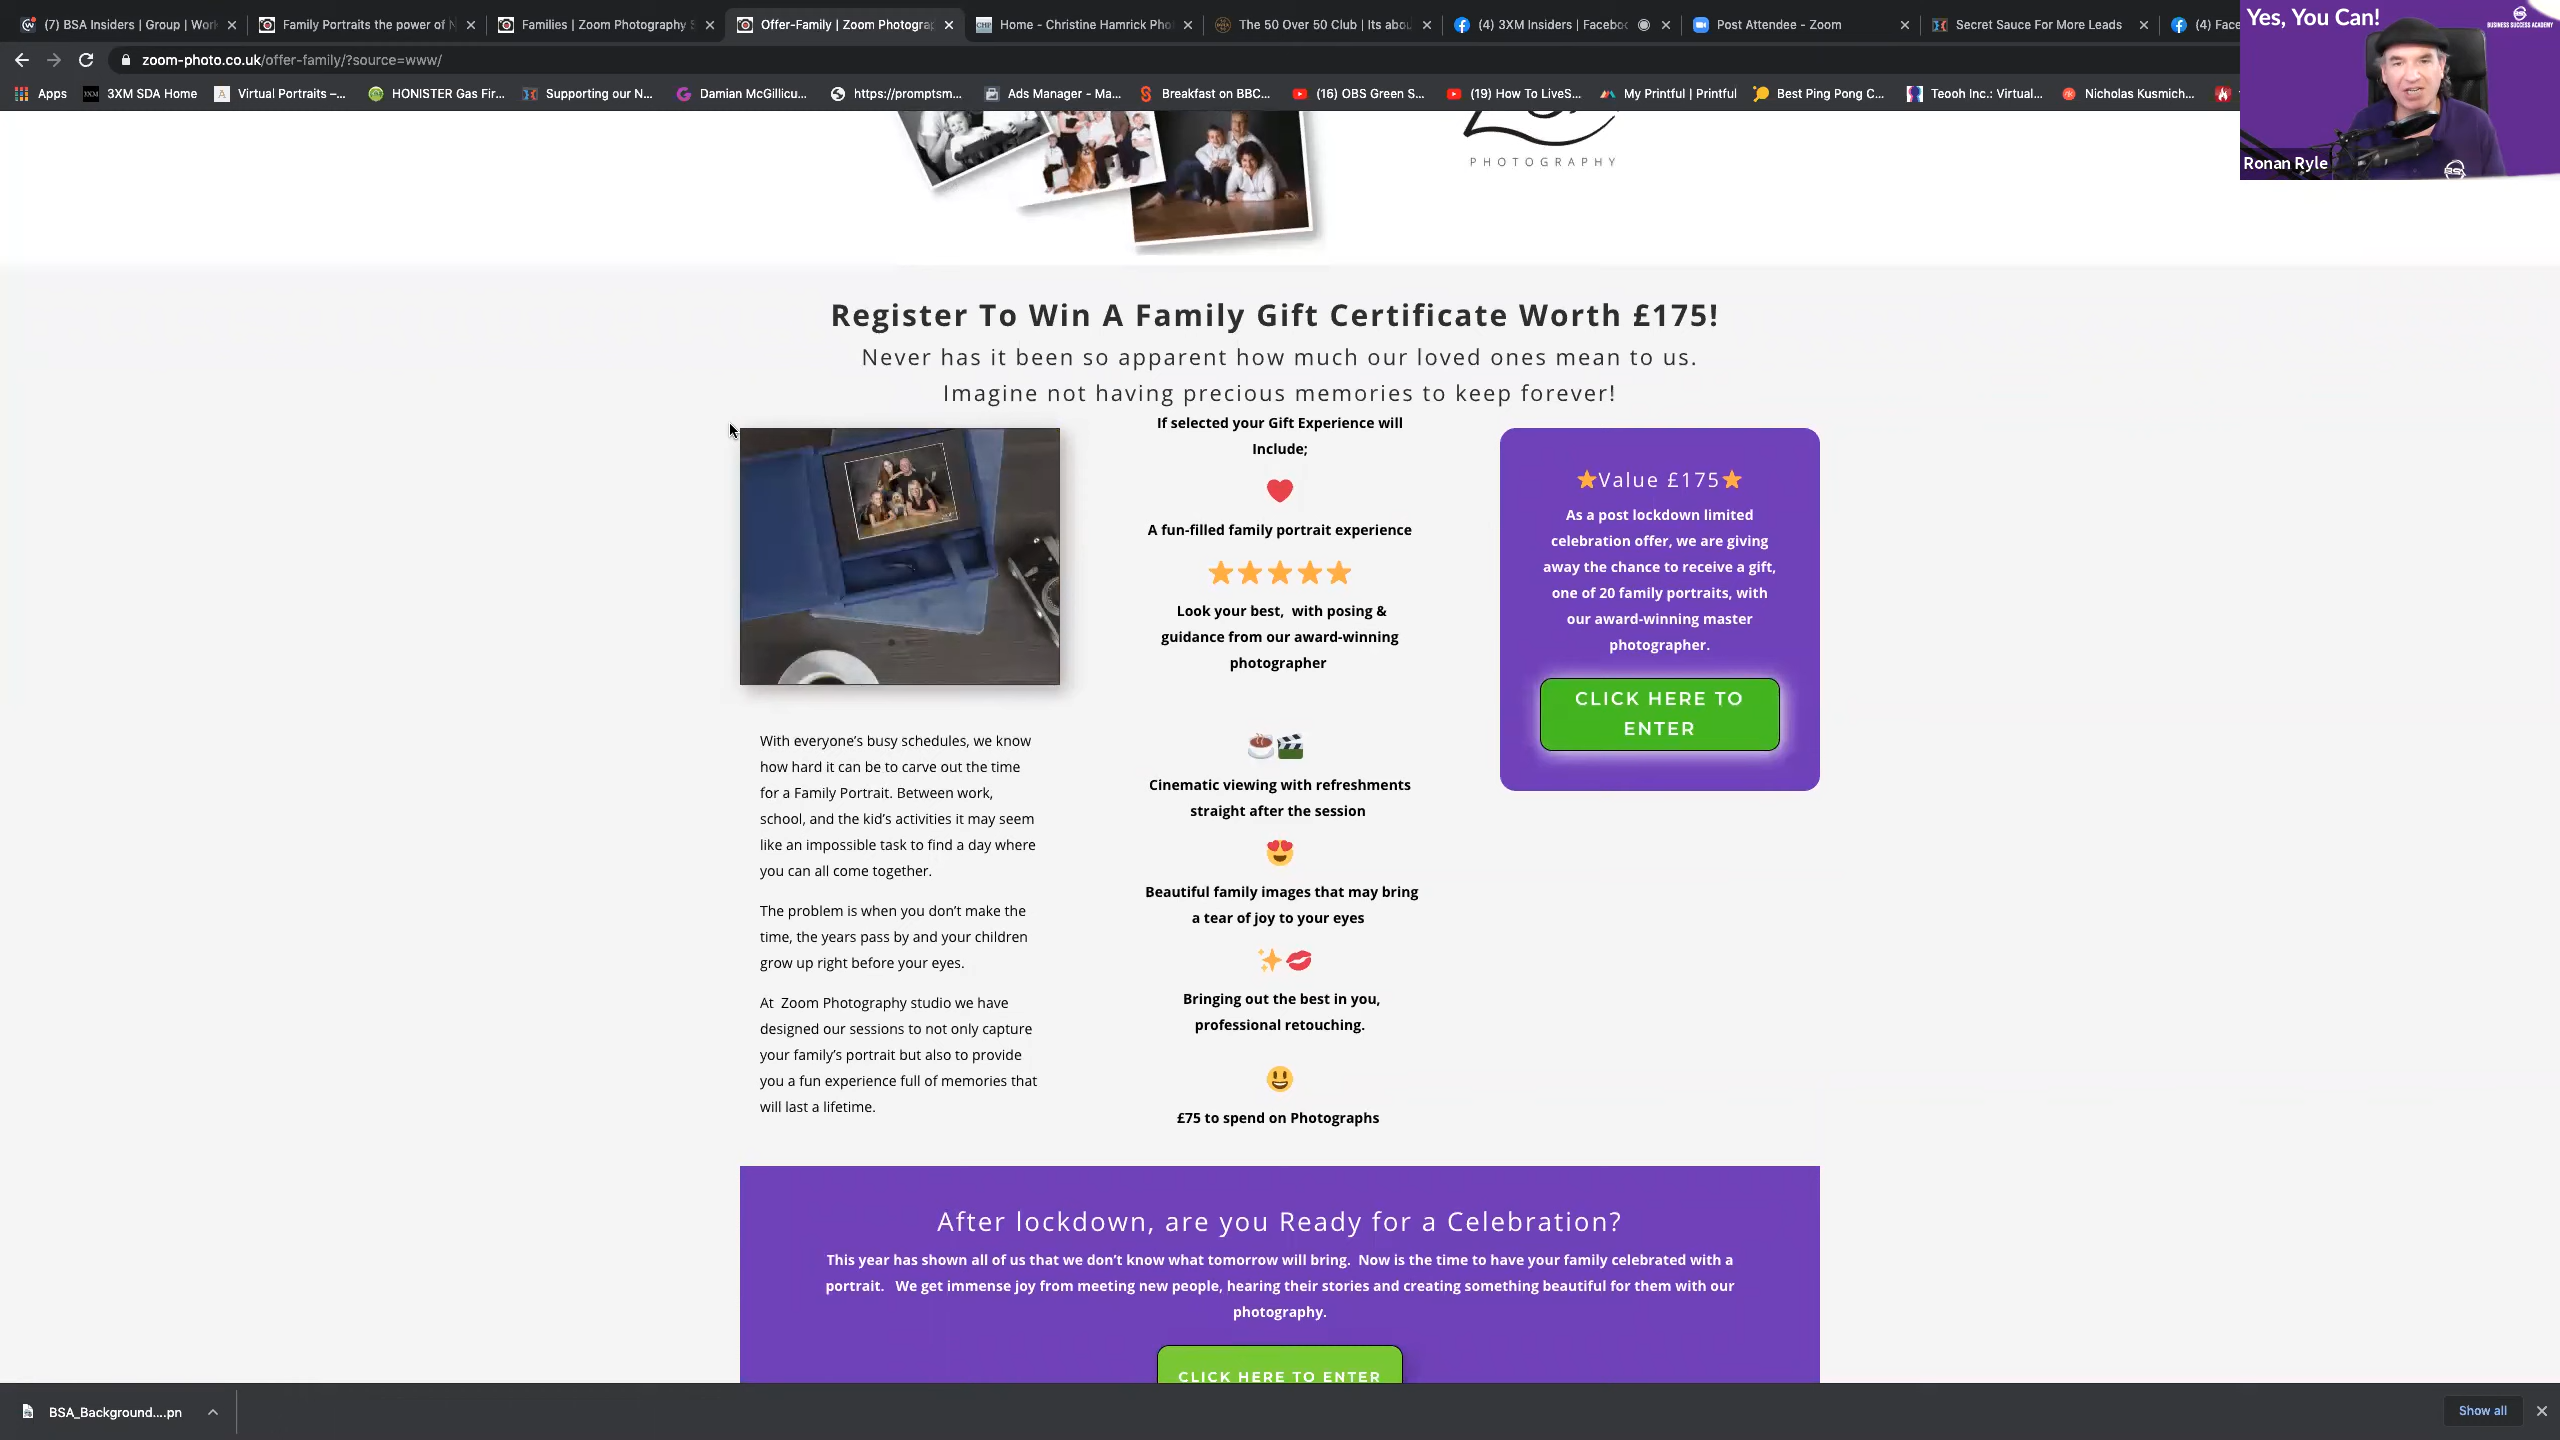 (7) BSA Insiders | Group | Work
Family Portraits the power of N
Families | Zoom Photography S
Offer-Family | Zoom Photograp
Home - Christine Hamrick Pho
The 50 Over 50 Club | Its abou
(4) 3XM Insiders | Faceboo
Post Attendee - Zoom
Secret Sauce For More Leads
(4) Face
zoom-photo.co.uk/offer-family/?source=www/
Apps
3XM SDA Home
Virtual Portraits –...
HONISTER Gas Fir...
Supporting our N...
Damian McGillicu...
https://promptsm...
Ads Manager - Ma...
Breakfast on BBC...
(16) OBS Green S...
(19) How To LiveS...
My Printful | Printful
Best Ping Pong C...
Teooh Inc.: Virtual...
Nicholas Kusmich...
Yes, You Can!
BUSINESS SUCCESS ACADEMY
Ronan Ryle
PHOTOGRAPHY
Register To Win A Family Gift Certificate Worth £175!
Never has it been so apparent how much our loved ones mean to us.
Imagine not having precious memories to keep forever!
With everyone's busy schedules, we know
how hard it can be to carve out the time
for a Family Portrait. Between work,
school, and the kid's activities it may seem
like an impossible task to find a day where
you can all come together.
The problem is when you don't make the
time, the years pass by and your children
grow up right before your eyes.
At Zoom Photography studio we have
designed our sessions to not only capture
your family's portrait but also to provide
you a fun experience full of memories that
will last a lifetime.
If selected your Gift Experience will
Include;
A fun-filled family portrait experience
Look your best, with posing &
guidance from our award-winning
photographer
Cinematic viewing with refreshments
straight after the session
Beautiful family images that may bring
a tear of joy to your eyes
Bringing out the best in you,
professional retouching.
£75 to spend on Photographs
Value £175
As a post lockdown limited
celebration offer, we are giving
away the chance to receive a gift,
one of 20 family portraits, with
our award-winning master
photographer.
CLICK HERE TO
ENTER
After lockdown, are you Ready for a Celebration?
This year has shown all of us that we don't know what tomorrow will bring. Now is the time to have your family celebrated with a
portrait. We get immense joy from meeting new people, hearing their stories and creating something beautiful for them with our
photography.
CLICK HERE TO ENTER
BSA_Background....pn
Show all